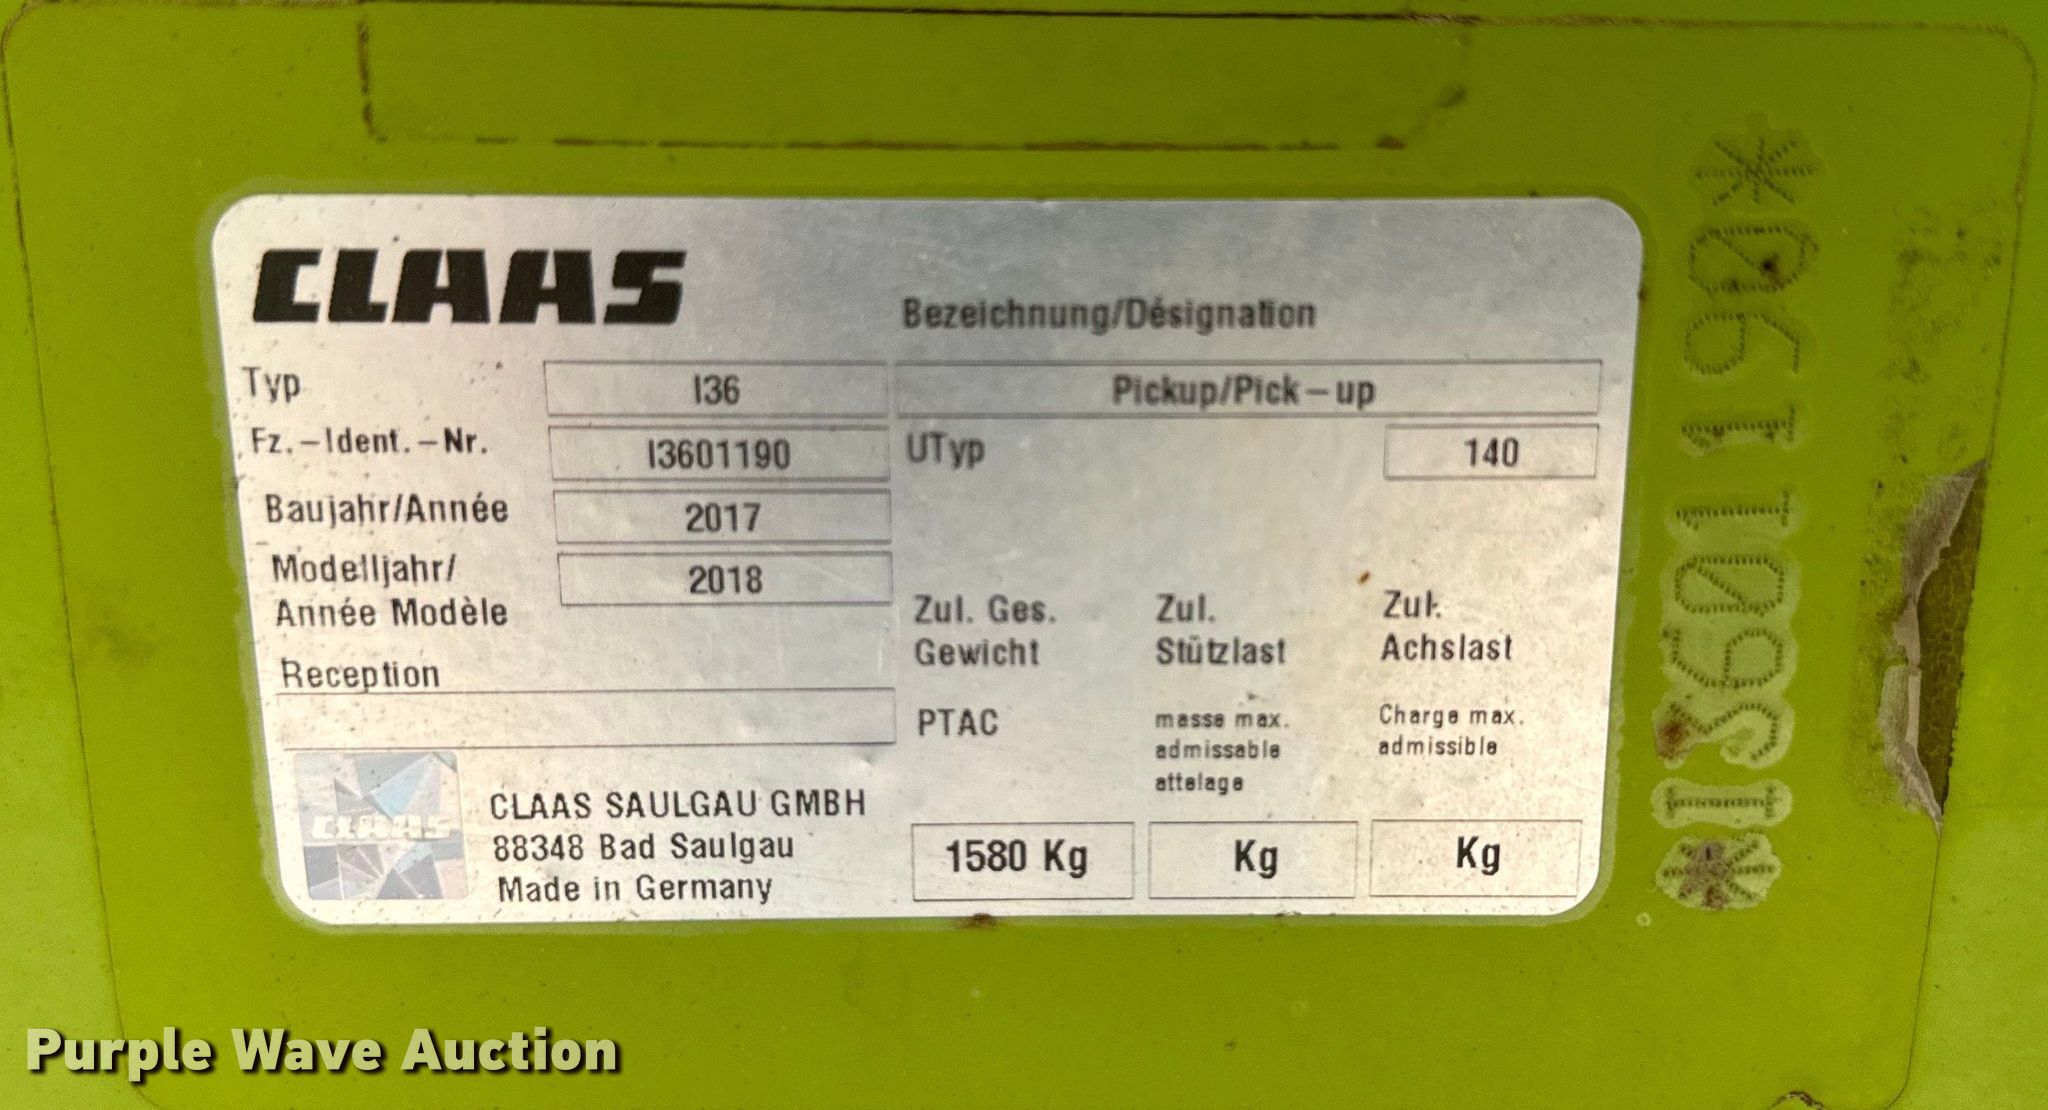 CLAAS
Bezeichnung/Désignation
Typ I36 Pickup/Pick-up
Fz.-Ident.-Nr. I3601190 UTyp 140
Baujahr/Année 2017
Modelljahr/ 2018
Année Modèle
Reception
Zul. Ges. Gewicht
Zul. Stützlast
Zul. Achslast
PTAC
masse max.
admissable
attelage
Charge max.
admissible
1580 Kg Kg Kg
CLAAS
CLAAS SAULGAU GMBH
88348 Bad Saulgau
Made in Germany
*I3601190*
Purple Wave Auction